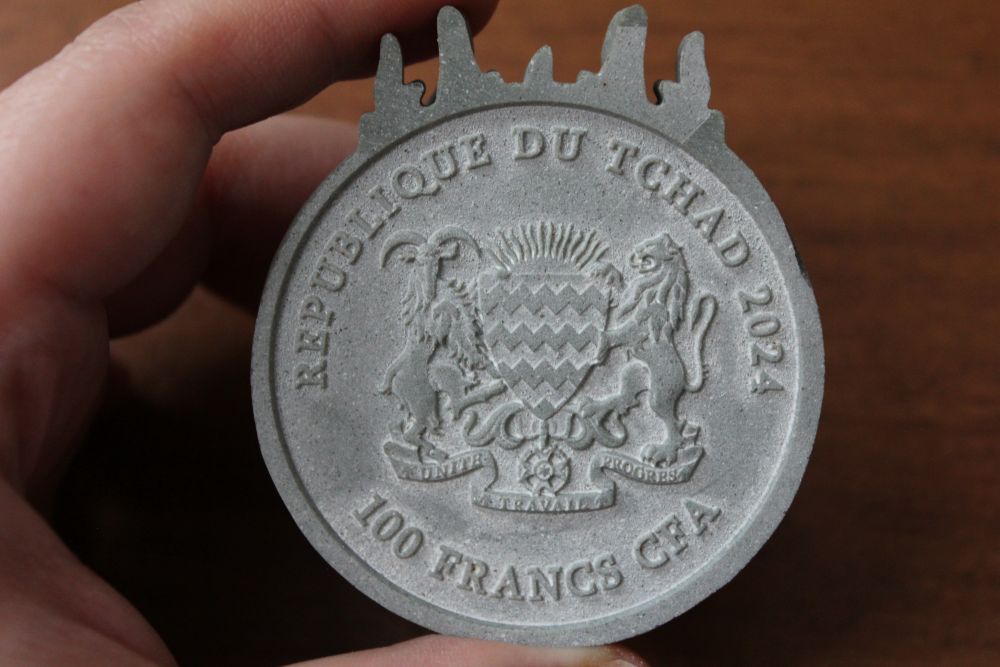 REPUBLIQUE DU TCHAD 2024
UNITE PROGRES
TRAVAIL
100 FRANCS CFA